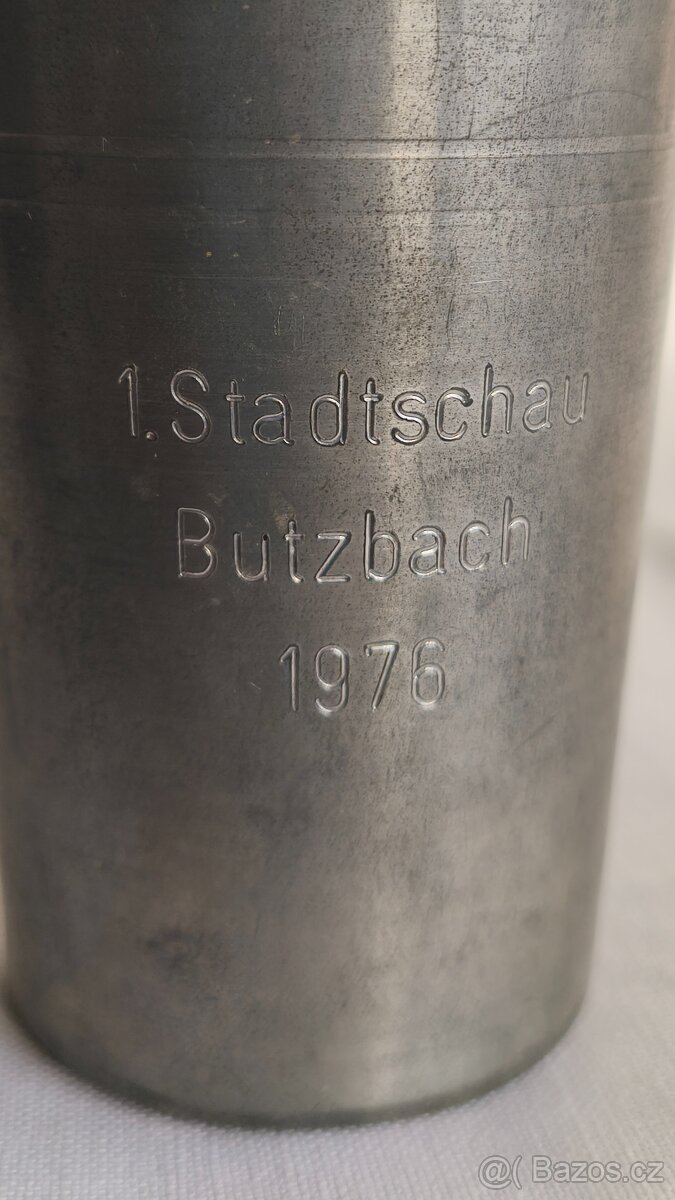 1.Stadtschau
Butzbach
1976
@( Bazos.cz